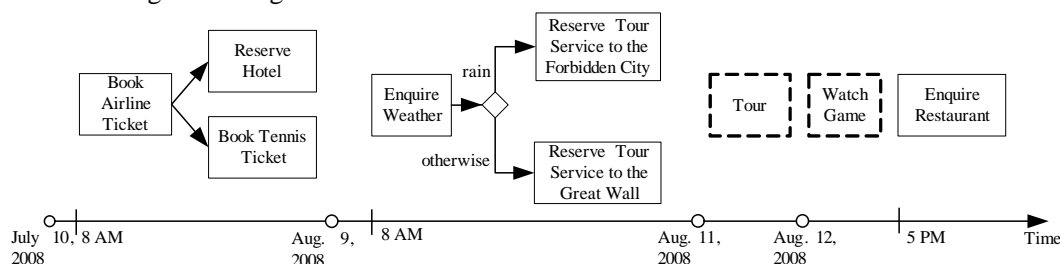 Book
Airline
Ticket
Reserve
Hotel
Book Tennis
Ticket
Enquire
Weather
rain
otherwise
Reserve Tour
Service to the
Forbidden City
Reserve Tour
Service to the
Great Wall
Tour
Watch
Game
Enquire
Restaurant
July 10,
2008
8 AM
Aug. 9,
2008
8 AM
Aug. 11,
2008
Aug. 12,
2008
5 PM
Time